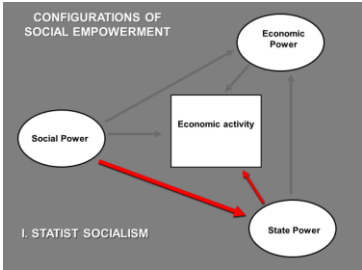 CONFIGURATIONS OF
SOCIAL EMPOWERMENT
Economic
Power
Economic activity
Social Power
State Power
I. STATIST SOCIALISM